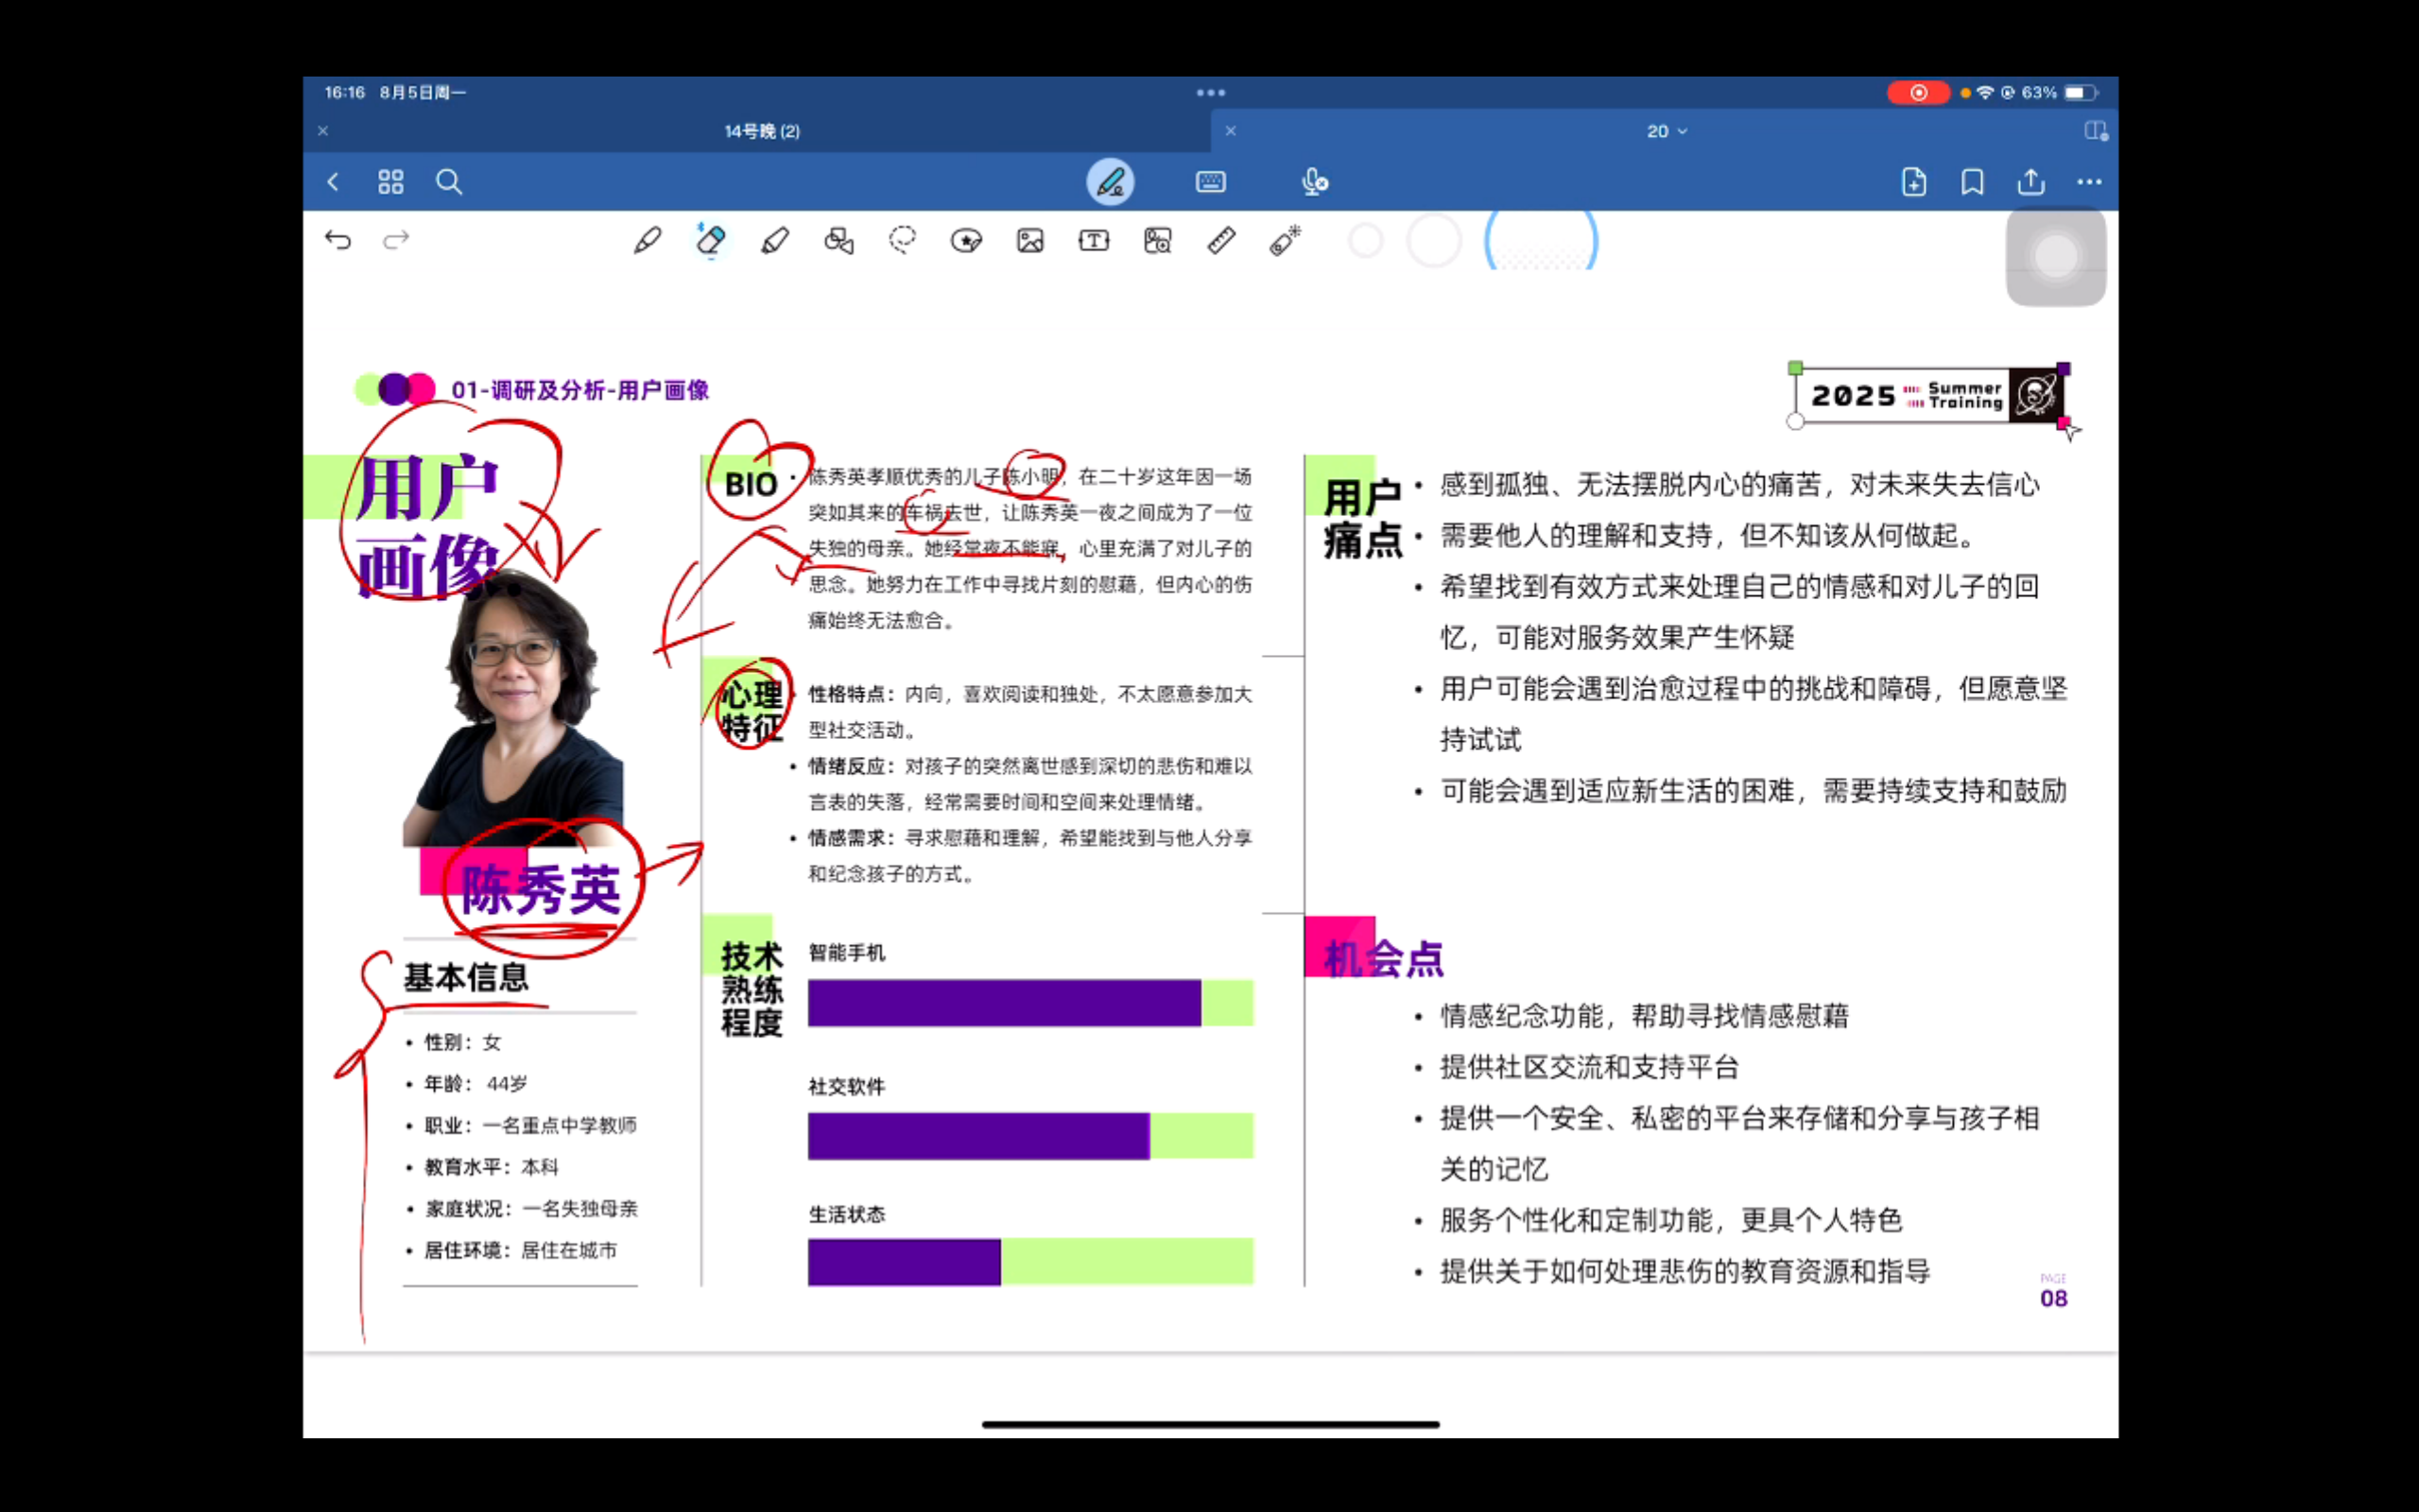 16:16 8月5日周一
63%
14号晚 (2)
20
01-调研及分析-用户画像
2025 Summer
Training
用户
画像
陈秀英
基本信息
• 性别：女
• 年龄： 44岁
• 职业：一名重点中学教师
• 教育水平：本科
• 家庭状况：一名失独母亲
• 居住环境：居住在城市
BIO
• 陈秀英孝顺优秀的儿子陈小明，在二十岁这年因一场
突如其来的车祸去世，让陈秀英一夜之间成为了一位
失独的母亲。她经常夜不能寐，心里充满了对儿子的
思念。她努力在工作中寻找片刻的慰藉，但内心的伤
痛始终无法愈合。
心理
特征
• 性格特点：内向，喜欢阅读和独处，不太愿意参加大
型社交活动。
• 情绪反应：对孩子的突然离世感到深切的悲伤和难以
言表的失落，经常需要时间和空间来处理情绪。
• 情感需求：寻求慰藉和理解，希望能找到与他人分享
和纪念孩子的方式。
技术
熟练
程度
智能手机
社交软件
生活状态
用户
痛点
• 感到孤独、无法摆脱内心的痛苦，对未来失去信心
• 需要他人的理解和支持，但不知该从何做起。
• 希望找到有效方式来处理自己的情感和对儿子的回
忆，可能对服务效果产生怀疑
• 用户可能会遇到治愈过程中的挑战和障碍，但愿意坚
持试试
• 可能会遇到适应新生活的困难，需要持续支持和鼓励
机会点
• 情感纪念功能，帮助寻找情感慰藉
• 提供社区交流和支持平台
• 提供一个安全、私密的平台来存储和分享与孩子相
关的记忆
• 服务个性化和定制功能，更具个人特色
• 提供关于如何处理悲伤的教育资源和指导
PAGE
08